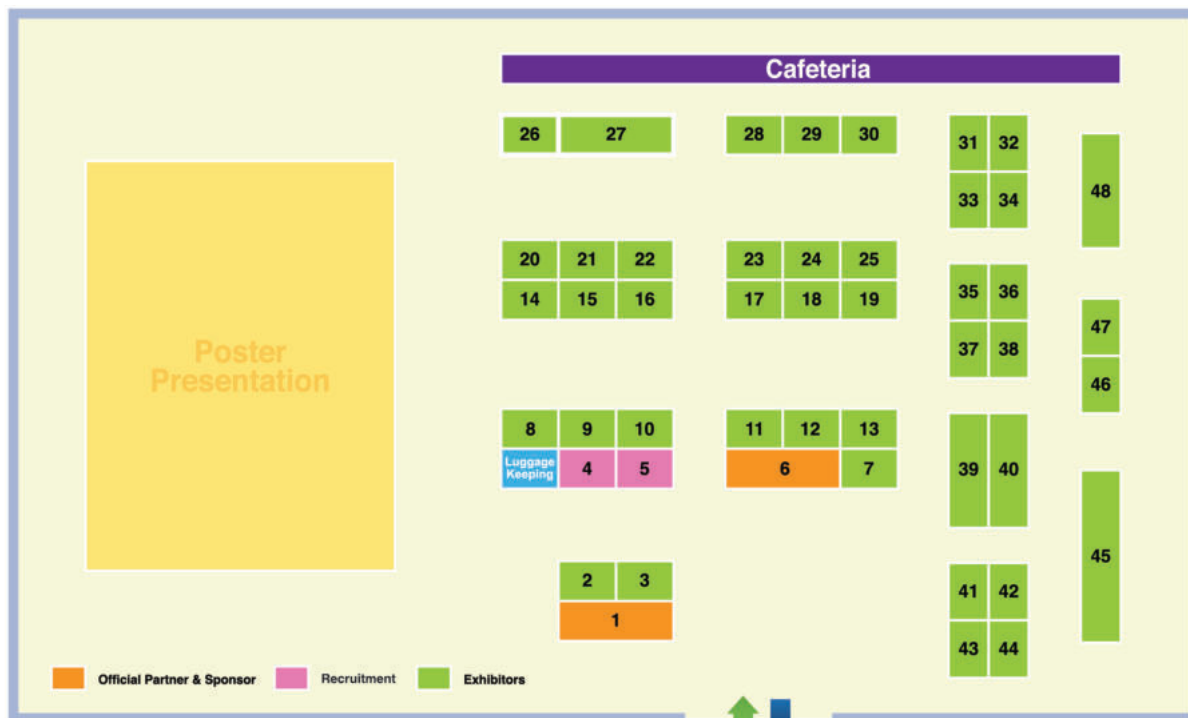 Cafeteria
26 27 28 29 30 31 32
33 34
48
20 21 22 23 24 25
14 15 16 17 18 19
35 36
37 38
47
46
Poster
Presentation
8 9 10 11 12 13
Luggage
Keeping
4 5 6 7
39 40
45
2 3
1
41 42
43 44
Official Partner & Sponsor Recruitment Exhibitors